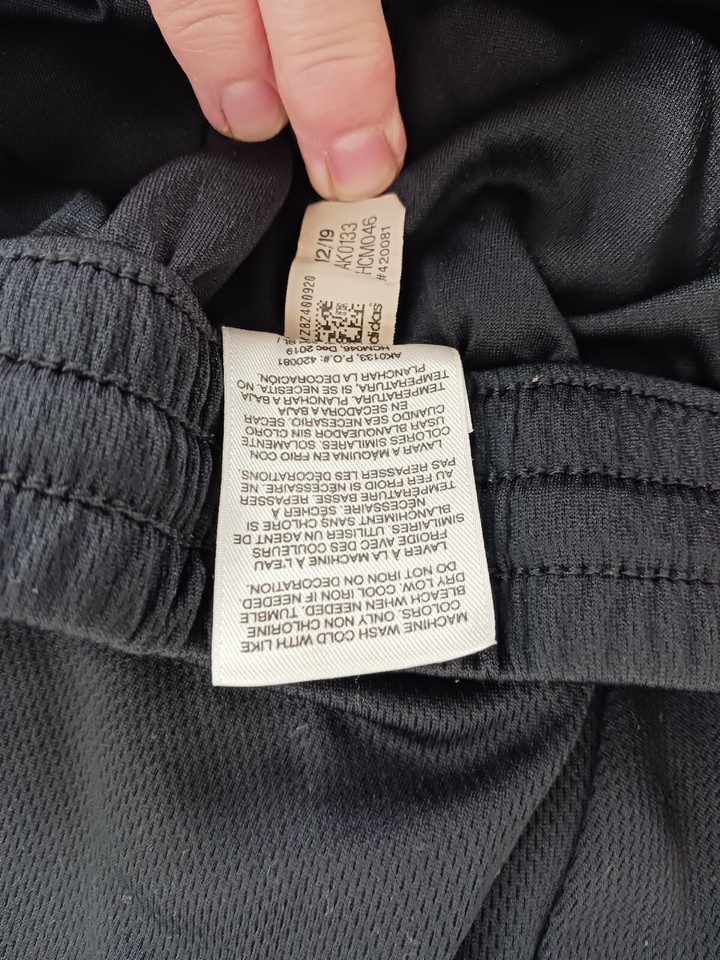 12/19
AK0133
HCM046
#420081
adidas
MACHINE WASH COLD WITH LIKE
COLORS. ONLY NON CHLORINE
BLEACH WHEN NEEDED. TUMBLE
DRY LOW. COOL IRON IF NEEDED
DO NOT IRON ON DECORATION.
LAVER À LA MACHINE À L'EAU
FROIDE AVEC DES COULEURS
SIMILAIRES. UTILISER UN AGENT DE
BLANCHIMENT SANS CHLORE SI
NÉCESSAIRE. SÉCHER À
TEMPÉRATURE BASSE. REPASSER
AU FER FROID SI NÉCESSAIRE. NE
PAS REPASSER LES DÉCORATIONS.
LAVAR A MÁQUINA EN FRIO CON
COLORES SIMILARES. SOLAMENTE
USAR BLANQUEADOR SIN CLORO
CUANDO SEA NECESARIO. SECAR
EN SECADORA A BAJA
TEMPERATURA. PLANCHAR A BAJA
TEMPERATURA SI SE NECESITA. NO
PLANCHAR LA DECORACIÓN.
AK0133, P.O.#: 420081
HCM046, Dec 2019